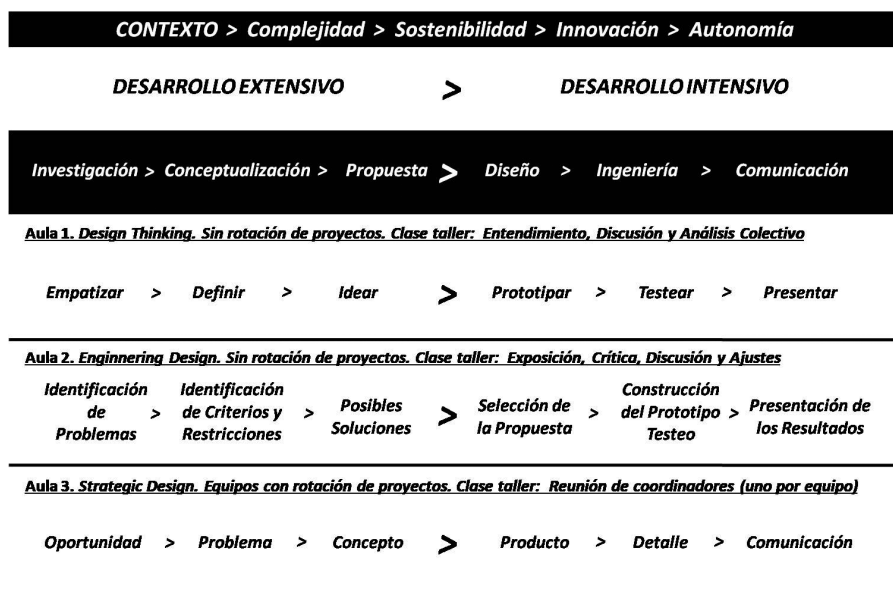 CONTEXTO > Complejidad > Sostenibilidad > Innovación > Autonomía
DESARROLLO EXTENSIVO > DESARROLLO INTENSIVO
Investigación > Conceptualización > Propuesta > Diseño > Ingeniería > Comunicación
Aula 1. Design Thinking. Sin rotación de proyectos. Clase taller: Entendimiento, Discusión y Análisis Colectivo
Empatizar > Definir > Idear > Prototipar > Testear > Presentar
Aula 2. Enginnering Design. Sin rotación de proyectos. Clase taller: Exposición, Crítica, Discusión y Ajustes
Identificación
de
Problemas
>
Identificación
de Criterios y
Restricciones
>
Posibles
Soluciones
>
Selección de
la Propuesta
>
Construcción
del Prototipo
Testeo
>
Presentación de
los Resultados
Aula 3. Strategic Design. Equipos con rotación de proyectos. Clase taller: Reunión de coordinadores (uno por equipo)
Oportunidad > Problema > Concepto > Producto > Detalle > Comunicación